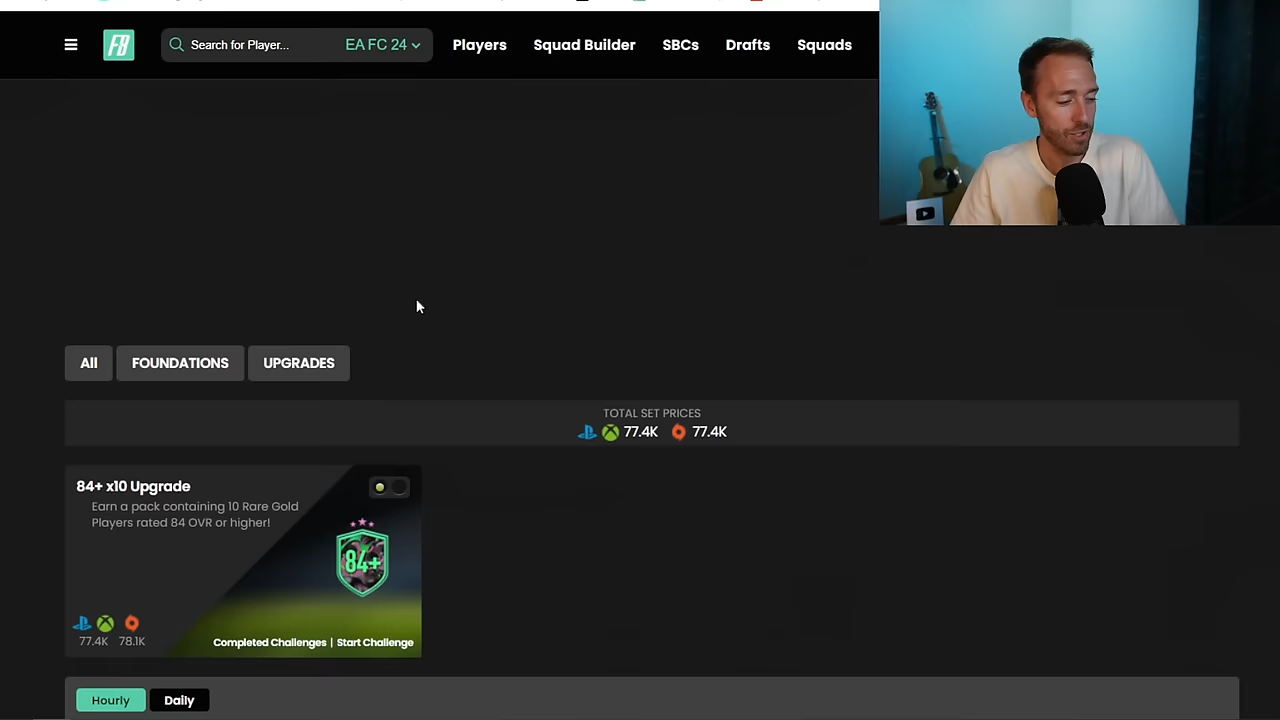 FB
Search for Player... EA FC 24
Players
Squad Builder
SBCs
Drafts
Squads
All
FOUNDATIONS
UPGRADES
TOTAL SET PRICES
77.4K 77.4K
84+ x10 Upgrade
Earn a pack containing 10 Rare Gold
Players rated 84 OVR or higher!
84+
77.4K 78.1K
Completed Challenges | Start Challenge
Hourly
Daily